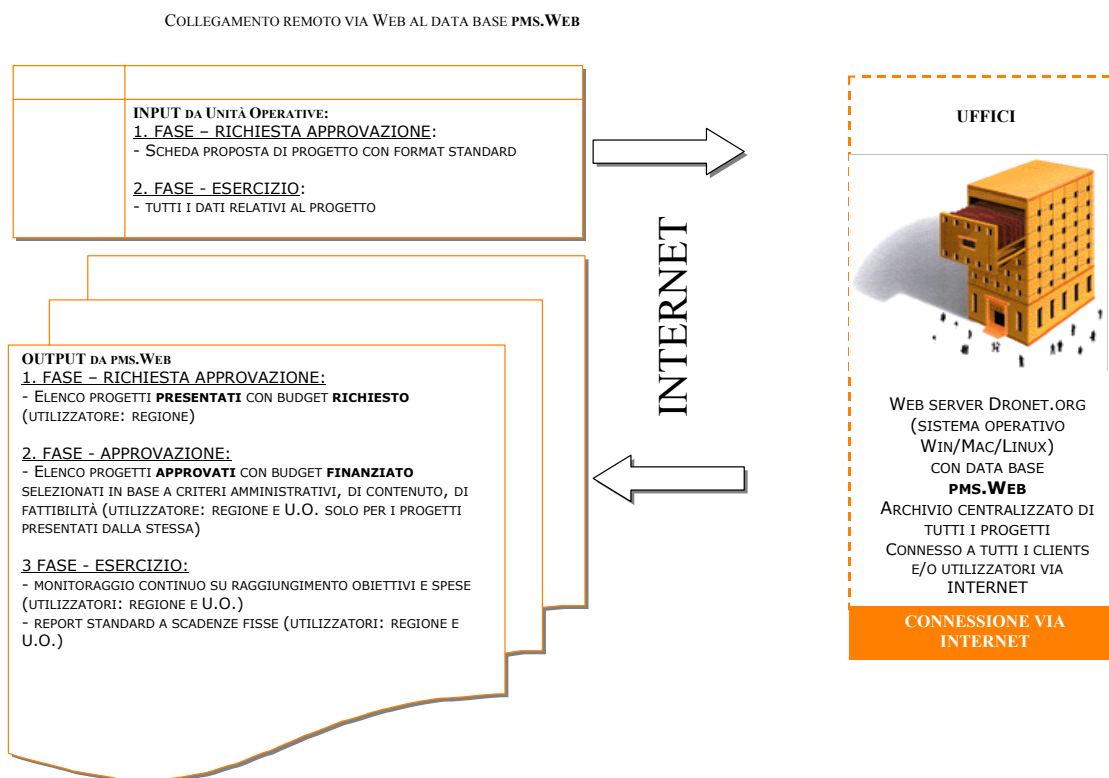 COLLEGAMENTO REMOTO VIA WEB AL DATA BASE PMS.WEB
INPUT DA UNITÀ OPERATIVE:
1. FASE – RICHIESTA APPROVAZIONE:
- SCHEDA PROPOSTA DI PROGETTO CON FORMAT STANDARD
2. FASE - ESERCIZIO:
- TUTTI I DATI RELATIVI AL PROGETTO
OUTPUT DA PMS.WEB
1. FASE – RICHIESTA APPROVAZIONE:
- ELENCO PROGETTI PRESENTATI CON BUDGET RICHIESTO
(UTILIZZATORE: REGIONE)
2. FASE - APPROVAZIONE:
- ELENCO PROGETTI APPROVATI CON BUDGET FINANZIATO
SELEZIONATI IN BASE A CRITERI AMMINISTRATIVI, DI CONTENUTO, DI
FATTIBILITÀ (UTILIZZATORE: REGIONE E U.O. SOLO PER I PROGETTI
PRESENTATI DALLA STESSA)
3 FASE - ESERCIZIO:
- MONITORAGGIO CONTINUO SU RAGGIUNGIMENTO OBIETTIVI E SPESE
(UTILIZZATORI: REGIONE E U.O.)
- REPORT STANDARD A SCADENZE FISSE (UTILIZZATORI: REGIONE E
U.O.)
INTERNET
UFFICI
WEB SERVER DRONET.ORG
(SISTEMA OPERATIVO
WIN/MAC/LINUX)
CON DATA BASE
PMS.WEB
ARCHIVIO CENTRALIZZATO DI
TUTTI I PROGETTI
CONNESSO A TUTTI I CLIENTS
E/O UTILIZZATORI VIA
INTERNET
CONNESSIONE VIA
INTERNET